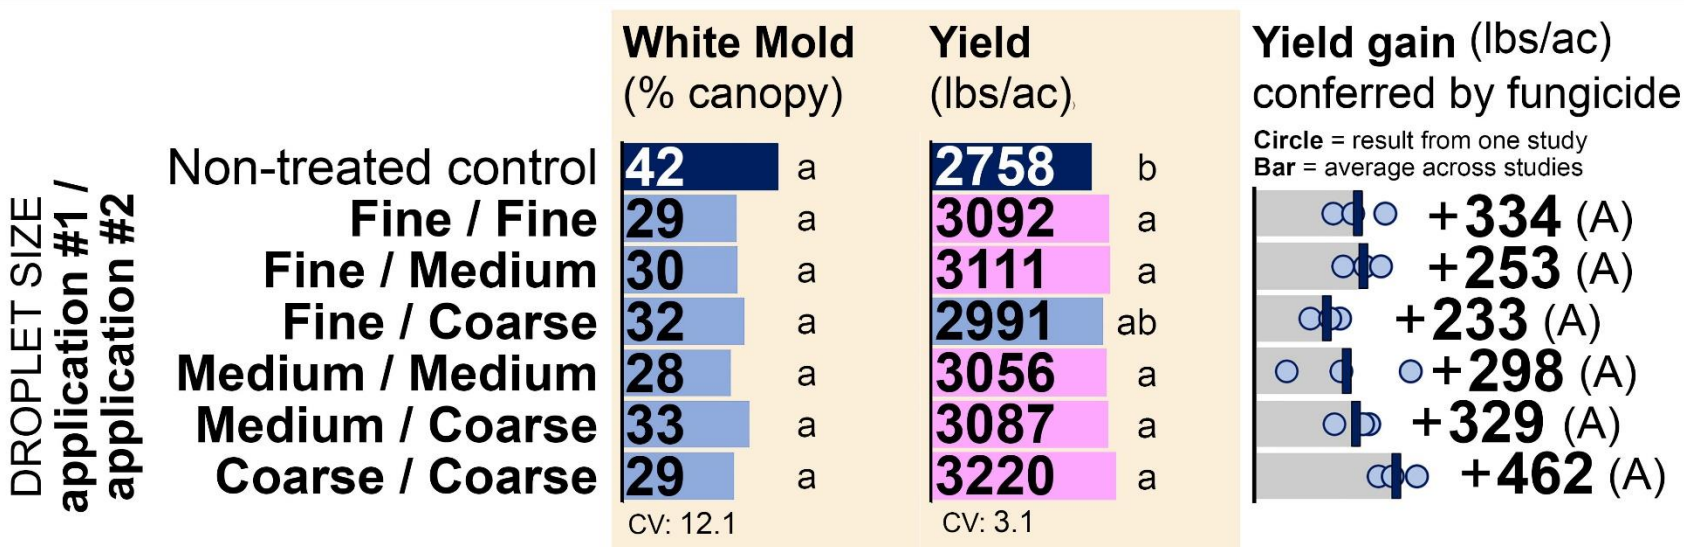 White Mold
(% canopy)
Yield
(lbs/ac)
Yield gain (lbs/ac)
conferred by fungicide
Circle = result from one study
Bar = average across studies
DROPLET SIZE
application #1 /
application #2
Non-treated control 42 a 2758 b
Fine / Fine 29 a 3092 a +334 (A)
Fine / Medium 30 a 3111 a +253 (A)
Fine / Coarse 32 a 2991 ab +233 (A)
Medium / Medium 28 a 3056 a +298 (A)
Medium / Coarse 33 a 3087 a +329 (A)
Coarse / Coarse 29 a 3220 a +462 (A)
CV: 12.1
CV: 3.1